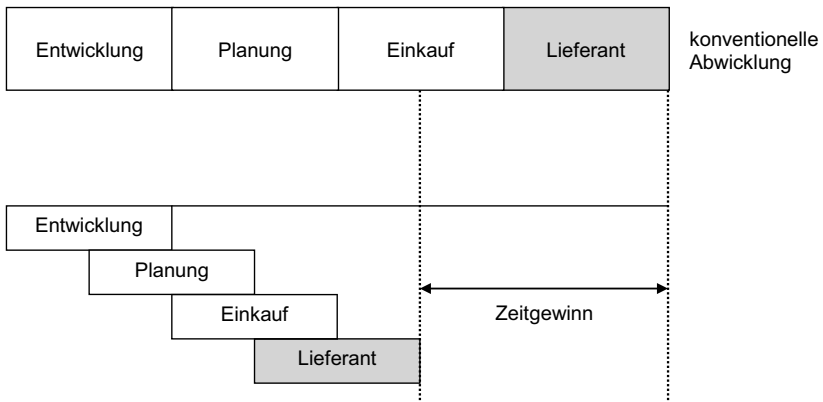 Entwicklung
Planung
Einkauf
Lieferant
konventionelle
Abwicklung
Entwicklung
Planung
Einkauf
Zeitgewinn
Lieferant